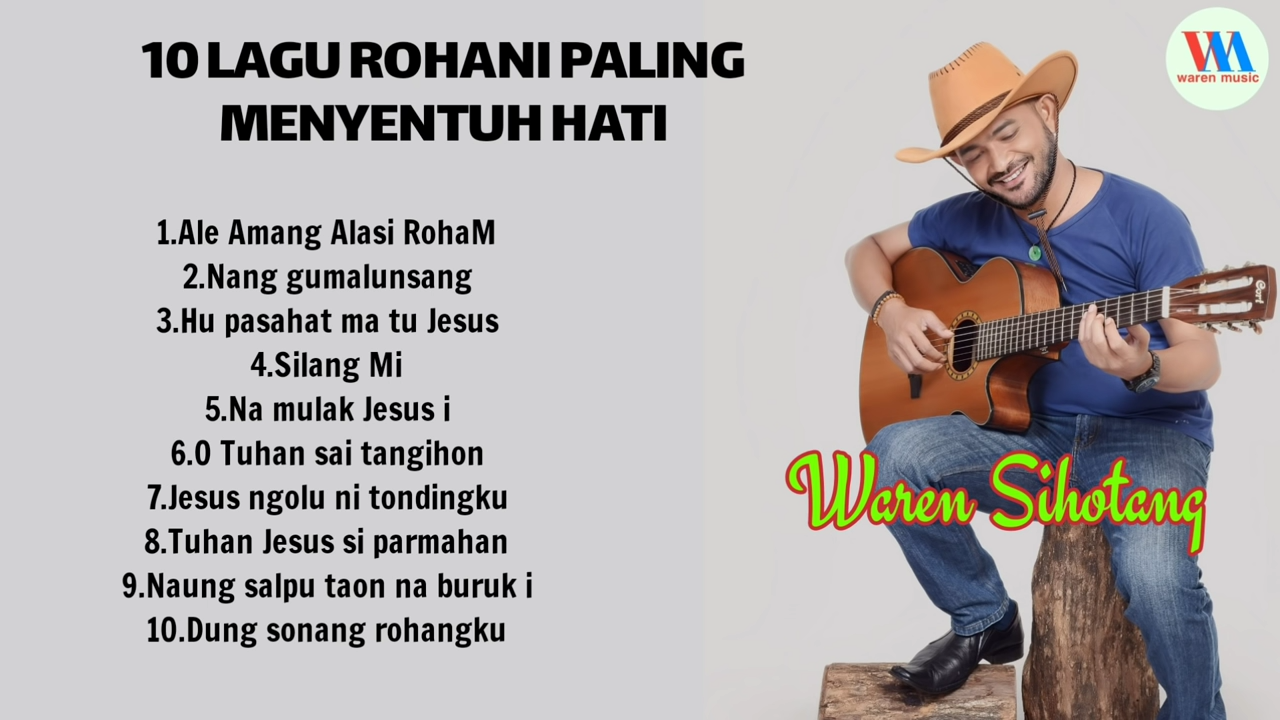 10 LAGU ROHANI PALING
MENYENTUH HATI
1.Ale Amang Alasi RohaM
2.Nang gumalunsang
3.Hu pasahat ma tu Jesus
4.Silang Mi
5.Na mulak Jesus i
6.O Tuhan sai tangihon
7.Jesus ngolu ni tondingku
8.Tuhan Jesus si parmahan
9.Naung salpu taon na buruk i
10.Dung sonang rohangku
WM
waren music
Cort
Waren Sihotang